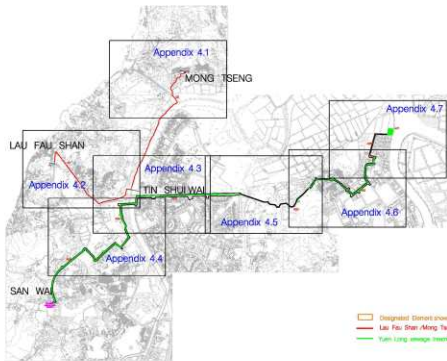 Appendix 4.1
MONG TSENG
Appendix 4.7
LAU FAU SHAN
Appendix 4.3
Appendix 4.2
TIN SHUI WAI
Appendix 4.5
Appendix 4.6
Appendix 4.4
SAN WAI
Designated Element
Lau Fau Shan / Mong
Yuen Long sewage